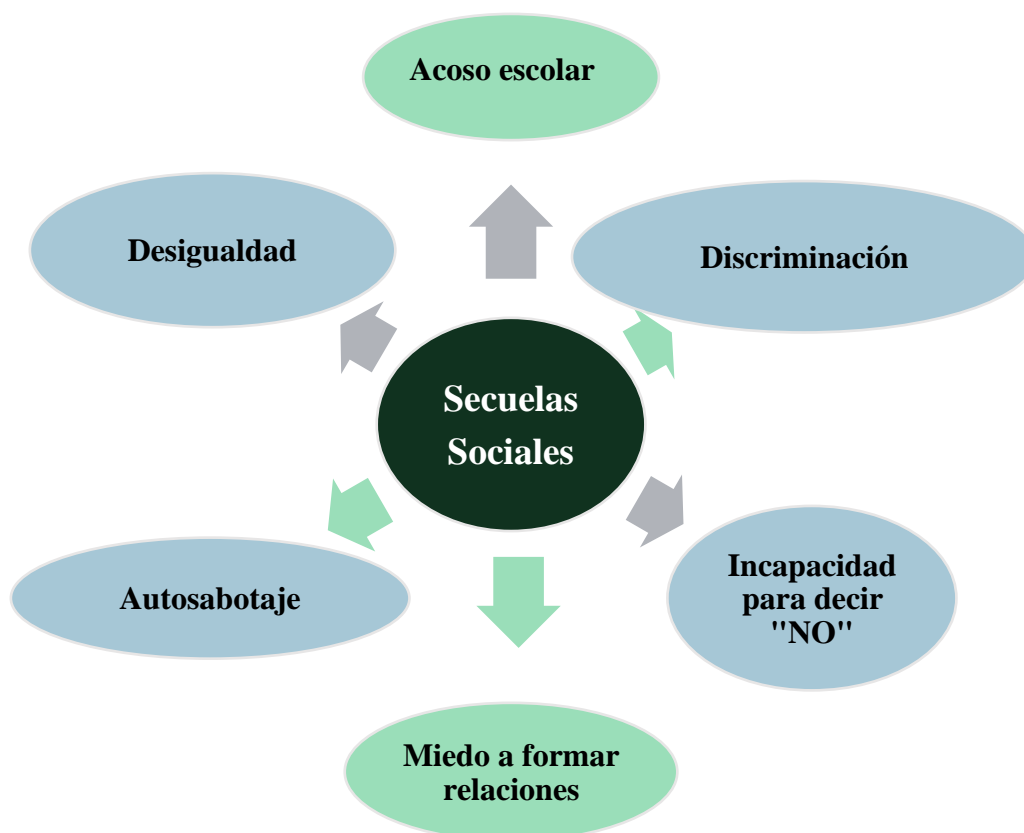 Acoso escolar
Desigualdad
Discriminación
Secuelas
Sociales
Autosabotaje
Incapacidad
para decir
"NO"
Miedo a formar
relaciones